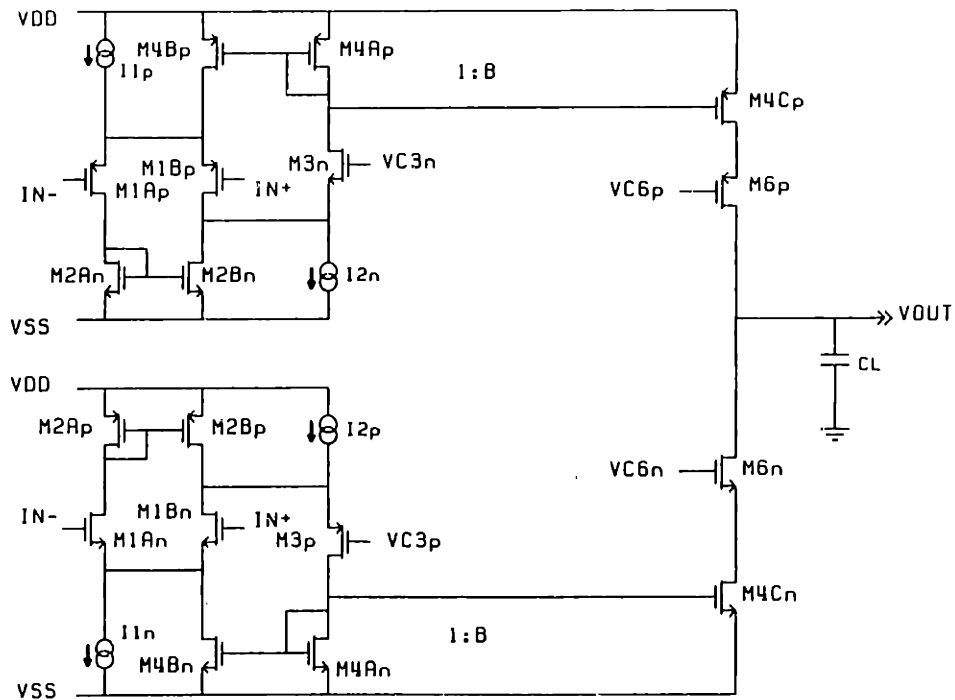 VDD
M4Bp
M4Ap
I1p
1:B
M4Cp
M1Bp
M3n
VC3n
IN-
M1Ap
IN+
VC6p
M6p
M2An
M2Bn
I2n
VSS
VOUT
CL
VDD
M2Ap
M2Bp
I2p
VC6n
M6n
IN-
M1Bn
IN+
M1An
M3p
VC3p
M4Cn
I1n
1:B
M4Bn
M4An
VSS